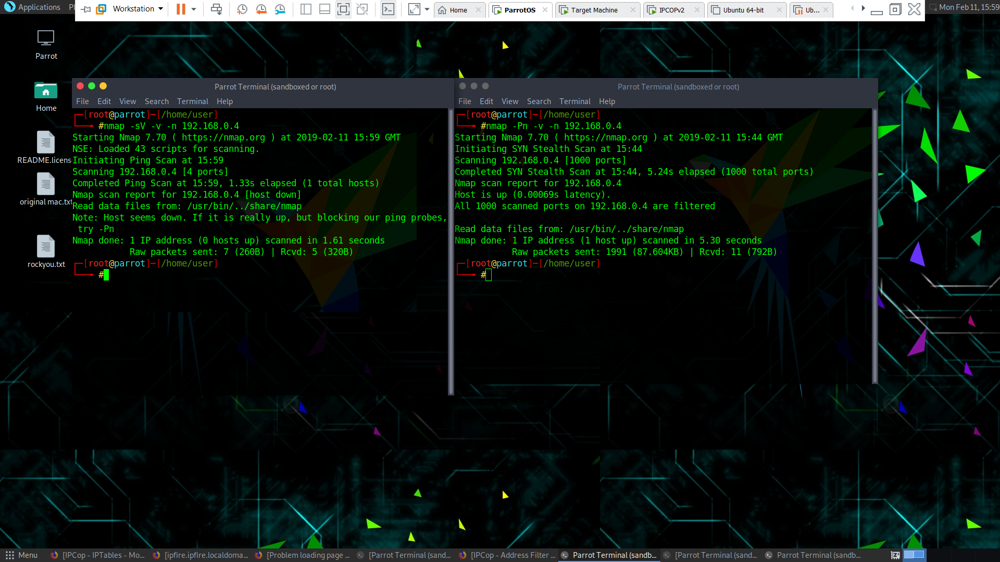 Applications
Workstation
Home
ParrotOS
Target Machine
IPCOPv2
Ubuntu 64-bit
Ub...
Mon Feb 11, 15:59
Parrot
Home
README.licens
original mac.txt
rockyou.txt
Parrot Terminal (sandboxed or root)
File Edit View Search Terminal Help
┌─[root@parrot]─[/home/user]
└──╼ #nmap -sV -v -n 192.168.0.4
Starting Nmap 7.70 ( https://nmap.org ) at 2019-02-11 15:59 GMT
NSE: Loaded 43 scripts for scanning.
Initiating Ping Scan at 15:59
Scanning 192.168.0.4 [4 ports]
Completed Ping Scan at 15:59, 1.33s elapsed (1 total hosts)
Nmap scan report for 192.168.0.4 [host down]
Read data files from: /usr/bin/../share/nmap
Note: Host seems down. If it is really up, but blocking our ping probes,
try -Pn
Nmap done: 1 IP address (0 hosts up) scanned in 1.61 seconds
Raw packets sent: 7 (260B) | Rcvd: 5 (320B)
┌─[root@parrot]─[/home/user]
└──╼ #
Parrot Terminal (sandboxed or root)
File Edit View Search Terminal Help
┌─[root@parrot]─[/home/user]
└──╼ #nmap -Pn -v -n 192.168.0.4
Starting Nmap 7.70 ( https://nmap.org ) at 2019-02-11 15:44 GMT
Initiating SYN Stealth Scan at 15:44
Scanning 192.168.0.4 [1000 ports]
Completed SYN Stealth Scan at 15:44, 5.24s elapsed (1000 total ports)
Nmap scan report for 192.168.0.4
Host is up (0.00069s latency).
All 1000 scanned ports on 192.168.0.4 are filtered
Read data files from: /usr/bin/../share/nmap
Nmap done: 1 IP address (1 host up) scanned in 5.30 seconds
Raw packets sent: 1991 (87.604KB) | Rcvd: 11 (792B)
┌─[root@parrot]─[/home/user]
└──╼ #
Menu
[IPCop - IPTables - Mo...
[ipfire.ipfire.localdoma...
[Problem loading page ...
[Parrot Terminal (sand...
[IPCop - Address Filter ...
Parrot Terminal (sandb...
[Parrot Terminal (sand...
Parrot Terminal (sandb...